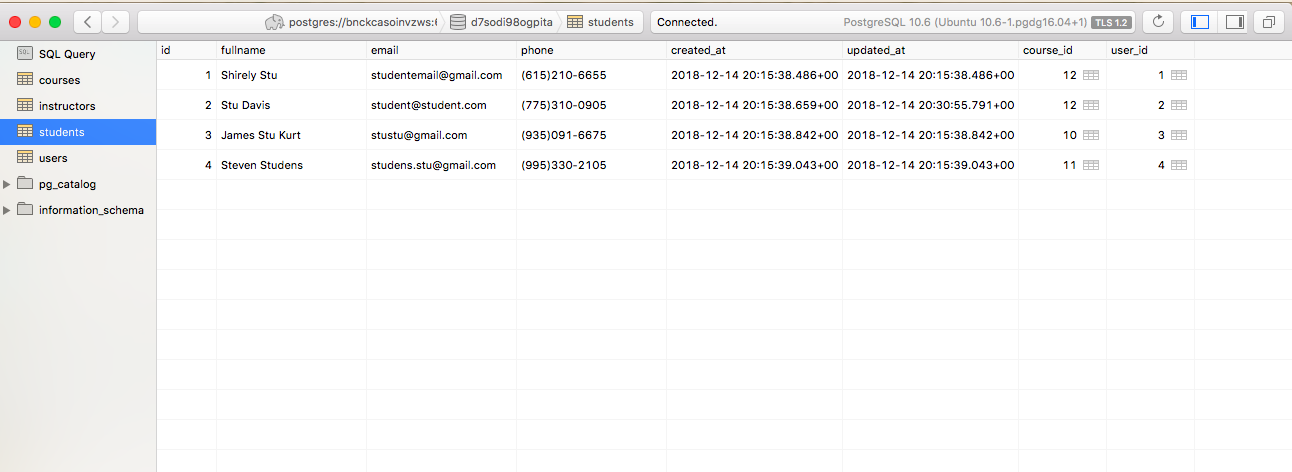 postgres://bnckcasoinvzws:6 d7sodi98ogpita students Connected. PostgreSQL 10.6 (Ubuntu 10.6-1.pgdg16.04+1) TLS 1.2
SQL SQL Query
courses
instructors
students
users
pg_catalog
information_schema
id fullname email phone created_at updated_at course_id user_id
1 Shirely Stu studentemail@gmail.com (615)210-6655 2018-12-14 20:15:38.486+00 2018-12-14 20:15:38.486+00 12 1
2 Stu Davis student@student.com (775)310-0905 2018-12-14 20:15:38.659+00 2018-12-14 20:30:55.791+00 12 2
3 James Stu Kurt stustu@gmail.com (935)091-6675 2018-12-14 20:15:38.842+00 2018-12-14 20:15:38.842+00 10 3
4 Steven Studens studens.stu@gmail.com (995)330-2105 2018-12-14 20:15:39.043+00 2018-12-14 20:15:39.043+00 11 4